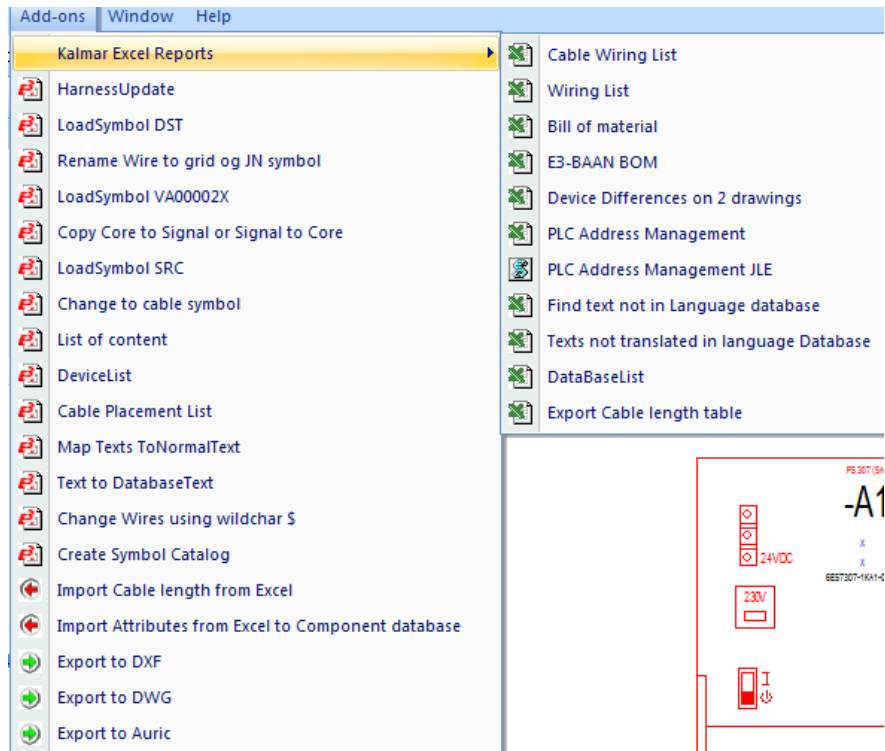 Add-ons Window Help
Kalmar Excel Reports
HarnessUpdate
LoadSymbol DST
Rename Wire to grid og JN symbol
LoadSymbol VA00002X
Copy Core to Signal or Signal to Core
LoadSymbol SRC
Change to cable symbol
List of content
DeviceList
Cable Placement List
Map Texts ToNormalText
Text to DatabaseText
Change Wires using wildchar $
Create Symbol Catalog
Import Cable length from Excel
Import Attributes from Excel to Component database
Export to DXF
Export to DWG
Export to Auric
Cable Wiring List
Wiring List
Bill of material
E3-BAAN BOM
Device Differences on 2 drawings
PLC Address Management
PLC Address Management JLE
Find text not in Language database
Texts not translated in language Database
DataBaseList
Export Cable length table
PS307 (5A
-A1
X
24VDC
X
6ES7307-1KA1-0
230V
I